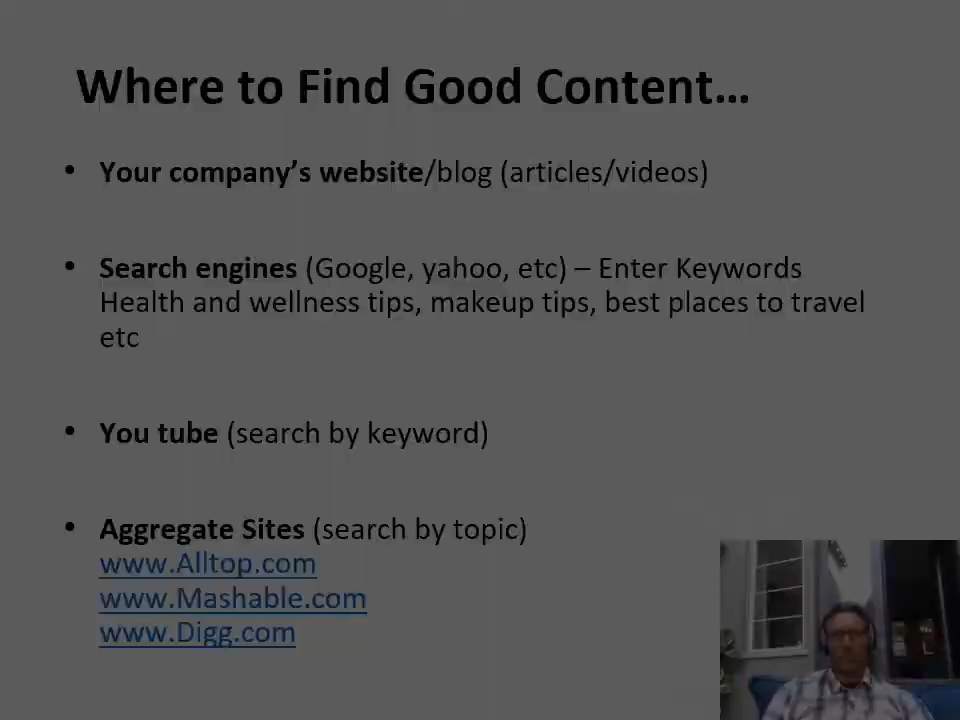 Where to Find Good Content…
• Your company’s website/blog (articles/videos)
• Search engines (Google, yahoo, etc) – Enter Keywords
Health and wellness tips, makeup tips, best places to travel
etc
• You tube (search by keyword)
• Aggregate Sites (search by topic)
www.Alltop.com
www.Mashable.com
www.Digg.com